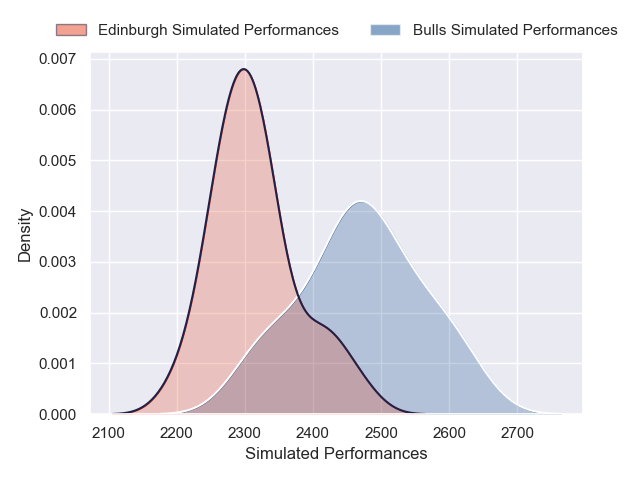 Edinburgh Simulated Performances Bulls Simulated Performances
0.007
0.006
0.005
0.004
0.003
0.002
0.001
0.000
Density
2100 2200 2300 2400 2500 2600 2700
Simulated Performances